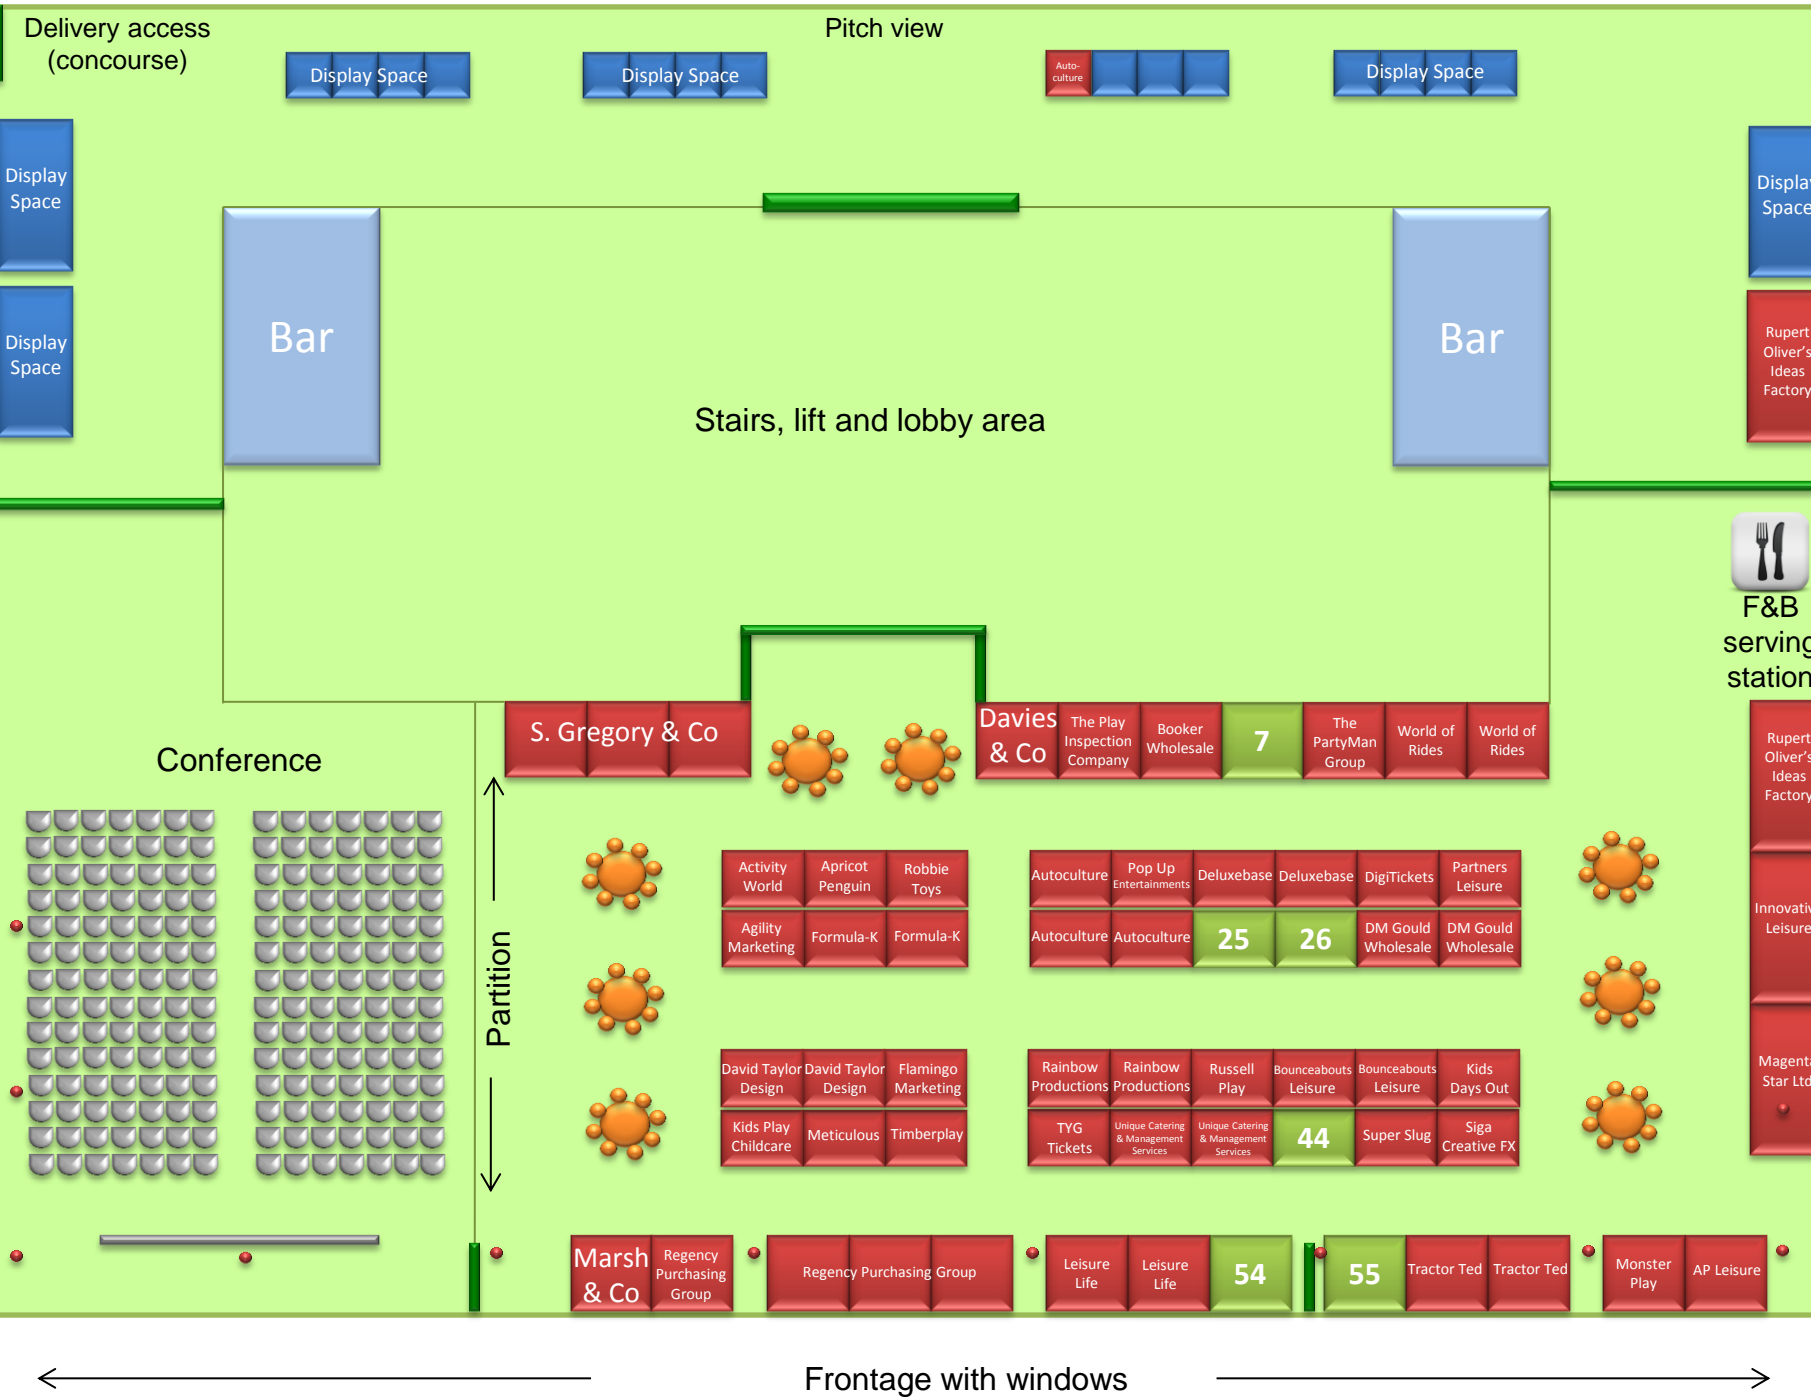 Delivery access
(concourse)
Pitch view
Display Space
Display Space
Auto-
culture
Display Space
Display
Space
Display
Space
Display
Space
Rupert
Oliver's
Ideas
Factory
Bar
Bar
Stairs, lift and lobby area
F&B
serving
station
Conference
Partition
S. Gregory & Co
Davies
& Co
The Play
Inspection
Company
Booker
Wholesale
7
The
PartyMan
Group
World of
Rides
World of
Rides
Rupert
Oliver's
Ideas
Factory
Activity
World
Apricot
Penguin
Robbie
Toys
Autoculture
Pop Up
Entertainments
Deluxebase
Deluxebase
DigiTickets
Partners
Leisure
Agility
Marketing
Formula-K
Formula-K
Autoculture
Autoculture
25
26
DM Gould
Wholesale
DM Gould
Wholesale
Innovative
Leisure
David Taylor
Design
David Taylor
Design
Flamingo
Marketing
Rainbow
Productions
Rainbow
Productions
Russell
Play
Bounceabouts
Leisure
Bounceabouts
Leisure
Kids
Days Out
Magenta
Star Ltd
Kids Play
Childcare
Meticulous
Timberplay
TYG
Tickets
Unique Catering
& Management
Services
Unique Catering
& Management
Services
44
Super Slug
Siga
Creative FX
Marsh
& Co
Regency
Purchasing
Group
Regency Purchasing Group
Leisure
Life
Leisure
Life
54
55
Tractor Ted
Tractor Ted
Monster
Play
AP Leisure
Frontage with windows